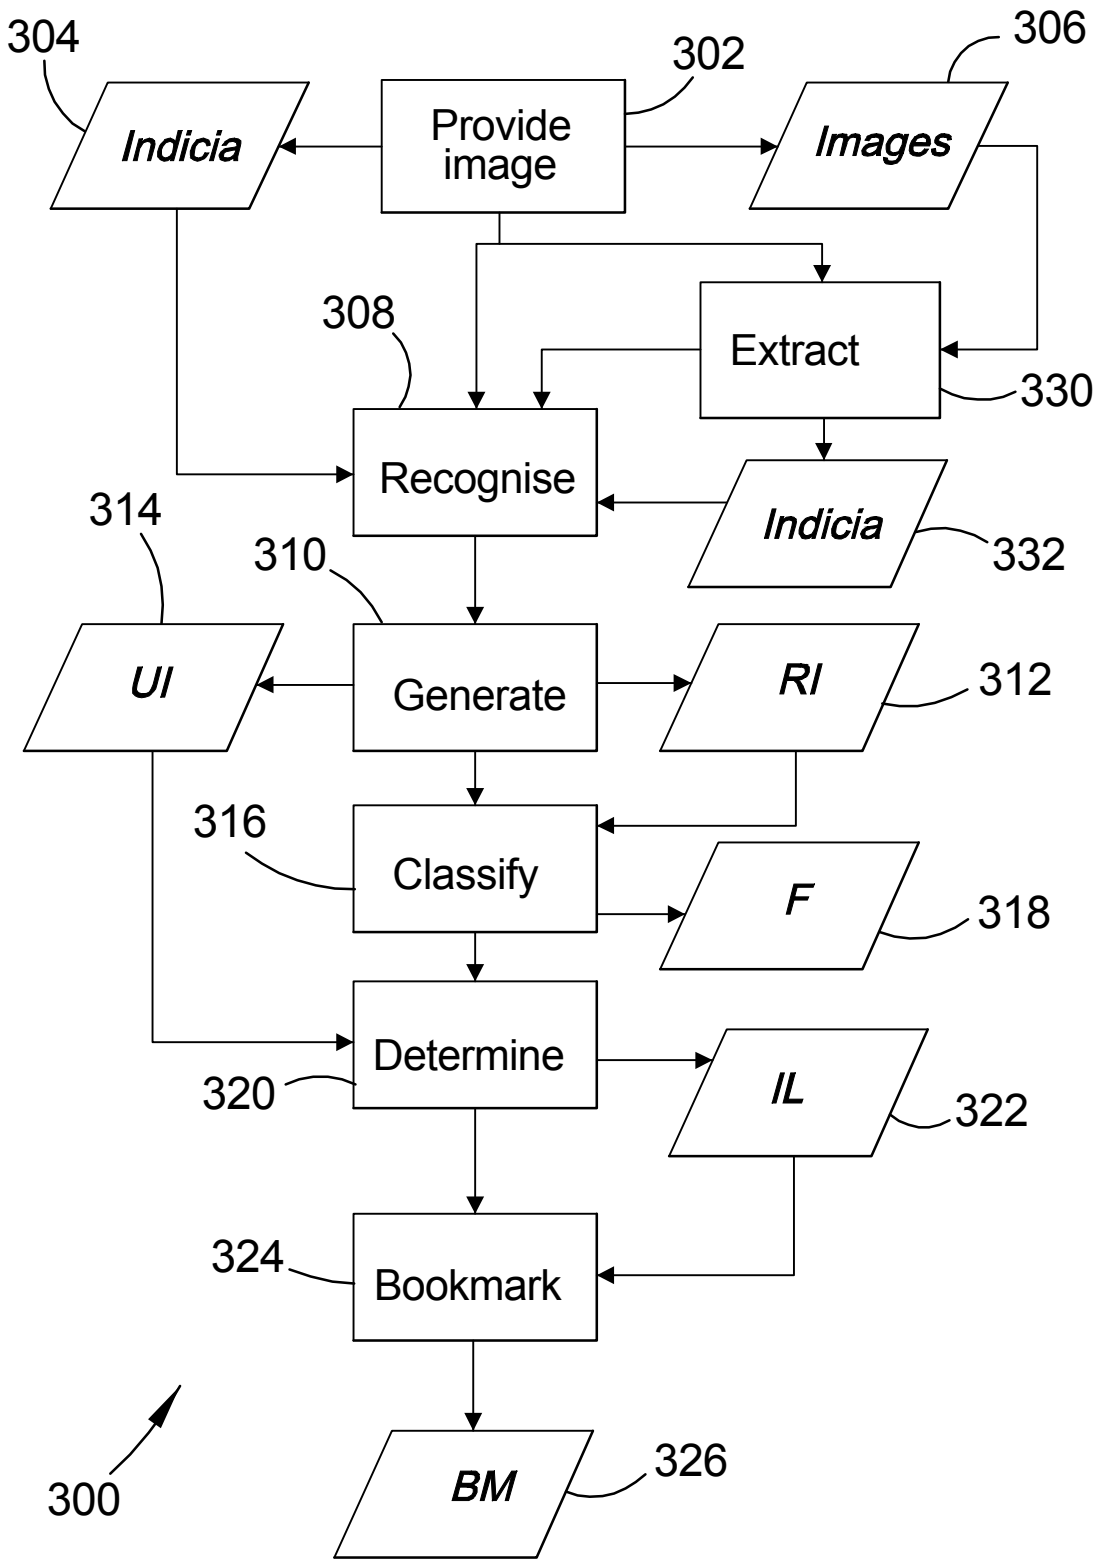 304
302
306
Indicia
Provide
image
Images
308
Extract
330
Recognise
314
Indicia
332
310
UI
Generate
RI
312
316
Classify
F
318
Determine
320
IL
322
324
Bookmark
300
BM
326